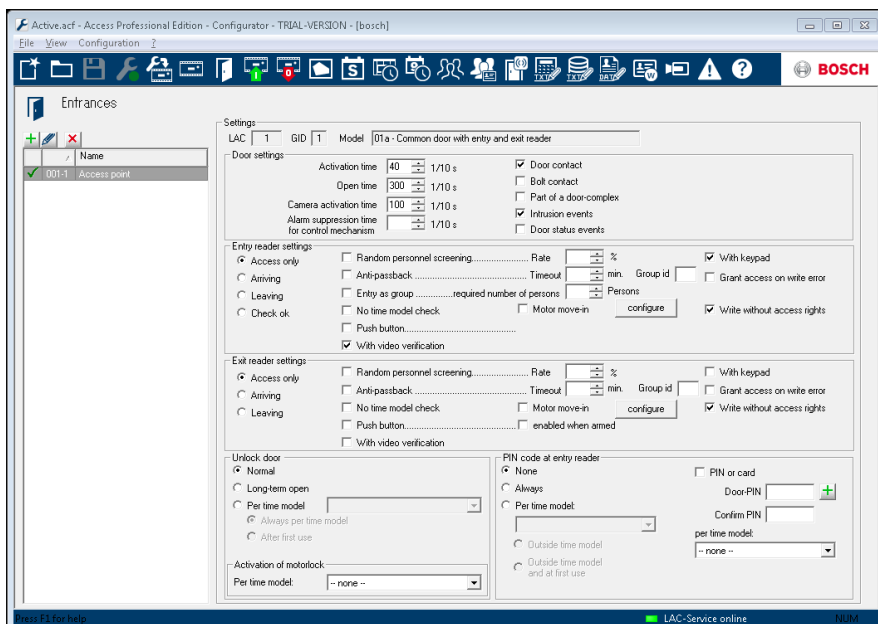 Active.acf - Access Professional Edition - Configurator - TRIAL-VERSION - [bosch]
File View Configuration ?
TXT DATA BOSCH
Entrances
Name
001-1 Access point
Settings
LAC 1 GID 1 Model 01a - Common door with entry and exit reader
Door settings
Activation time 40 1/10 s Door contact
Open time 300 1/10 s Bolt contact
Camera activation time 100 1/10 s Part of a door-complex
Alarm suppression time for control mechanism 1/10 s Intrusion events
Door status events
Entry reader settings
Access only Random personnel screening........................ Rate % With keypad
Arriving Anti-passback ................................................ Timeout min. Group id Grant access on write error
Leaving Entry as group ...............required number of persons Persons
Check ok No time model check Motor move-in configure Write without access rights
Push button................................................
With video verification
Exit reader settings
Access only Random personnel screening........................ Rate % With keypad
Arriving Anti-passback ................................................ Timeout min. Group id Grant access on write error
Leaving No time model check Motor move-in configure Write without access rights
Push button................................................ enabled when armed
With video verification
Unlock door
Normal
Long-term open
Per time model
Always per time model
After first use
Activation of motorlock
Per time model: -- none --
PIN code at entry reader
None PIN or card
Always Door-PIN
Per time model: Confirm PIN
per time model:
Outside time model -- none --
Outside time model
and at first use
Press F1 for help LAC-Service online NUM